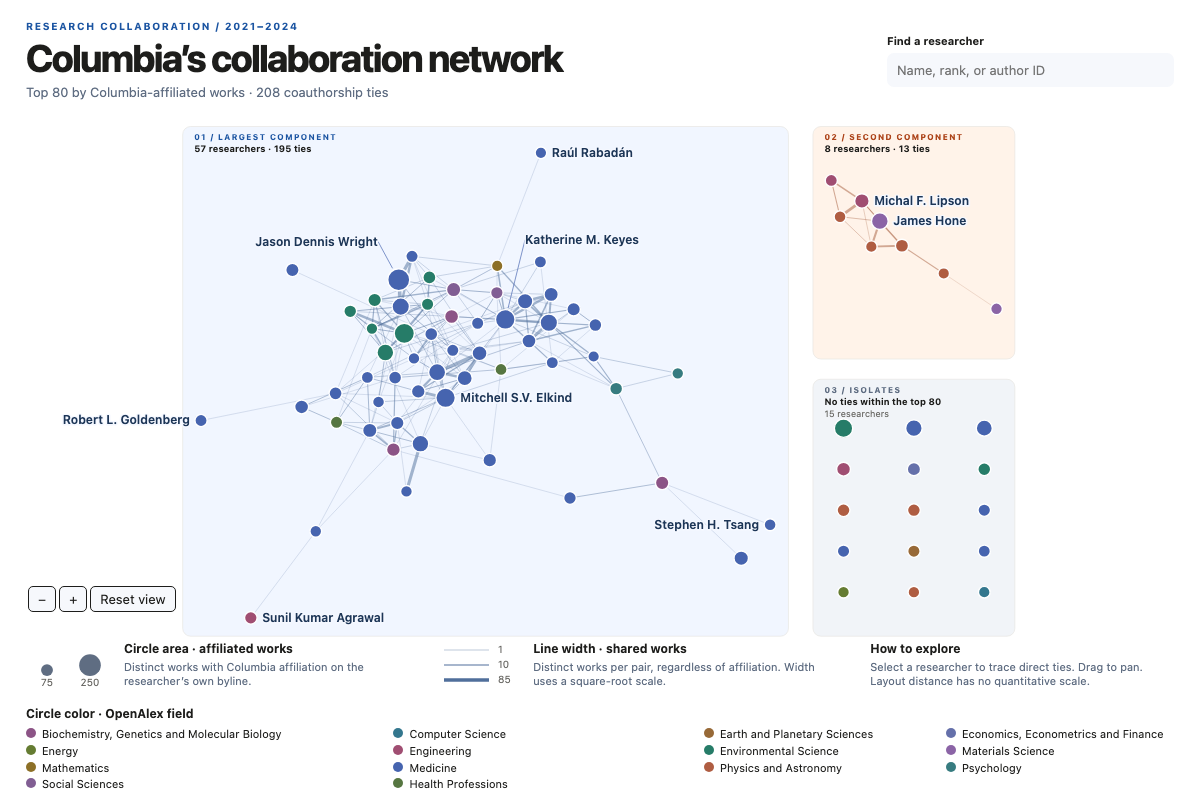 RESEARCH COLLABORATION / 2021–2024
Columbia’s collaboration network
Top 80 by Columbia-affiliated works · 208 coauthorship ties
Find a researcher
Name, rank, or author ID
01 / LARGEST COMPONENT
57 researchers · 195 ties
Raúl Rabadán
Jason Dennis Wright
Katherine M. Keyes
Mitchell S.V. Elkind
Robert L. Goldenberg
Stephen H. Tsang
Sunil Kumar Agrawal
02 / SECOND COMPONENT
8 researchers · 13 ties
Michal F. Lipson
James Hone
03 / ISOLATES
No ties within the top 80
15 researchers
−
+
Reset view
75
250
Circle area · affiliated works
Distinct works with Columbia affiliation on the
researcher’s own byline.
1
10
85
Line width · shared works
Distinct works per pair, regardless of affiliation. Width
uses a square-root scale.
How to explore
Select a researcher to trace direct ties. Drag to pan.
Layout distance has no quantitative scale.
Circle color · OpenAlex field
Biochemistry, Genetics and Molecular Biology
Energy
Mathematics
Social Sciences
Computer Science
Engineering
Medicine
Health Professions
Earth and Planetary Sciences
Environmental Science
Physics and Astronomy
Economics, Econometrics and Finance
Materials Science
Psychology